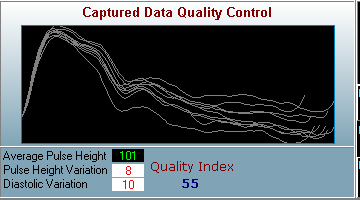 Captured Data Quality Control
Average Pulse Height 101
Pulse Height Variation 8
Diastolic Variation 10
Quality Index
55